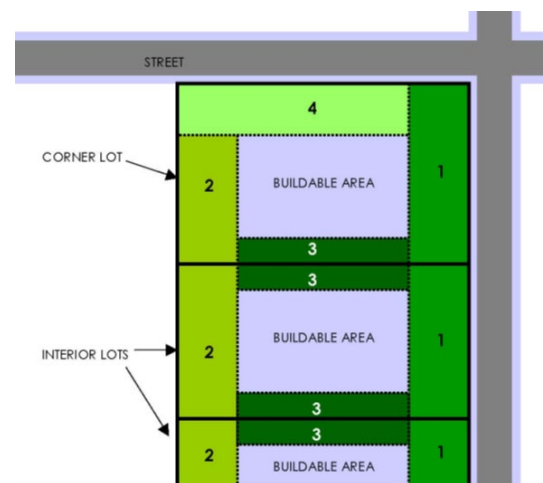 STREET
4
CORNER LOT
2
BUILDABLE AREA
1
3
3
2
BUILDABLE AREA
1
INTERIOR LOTS
3
3
2
BUILDABLE AREA
1